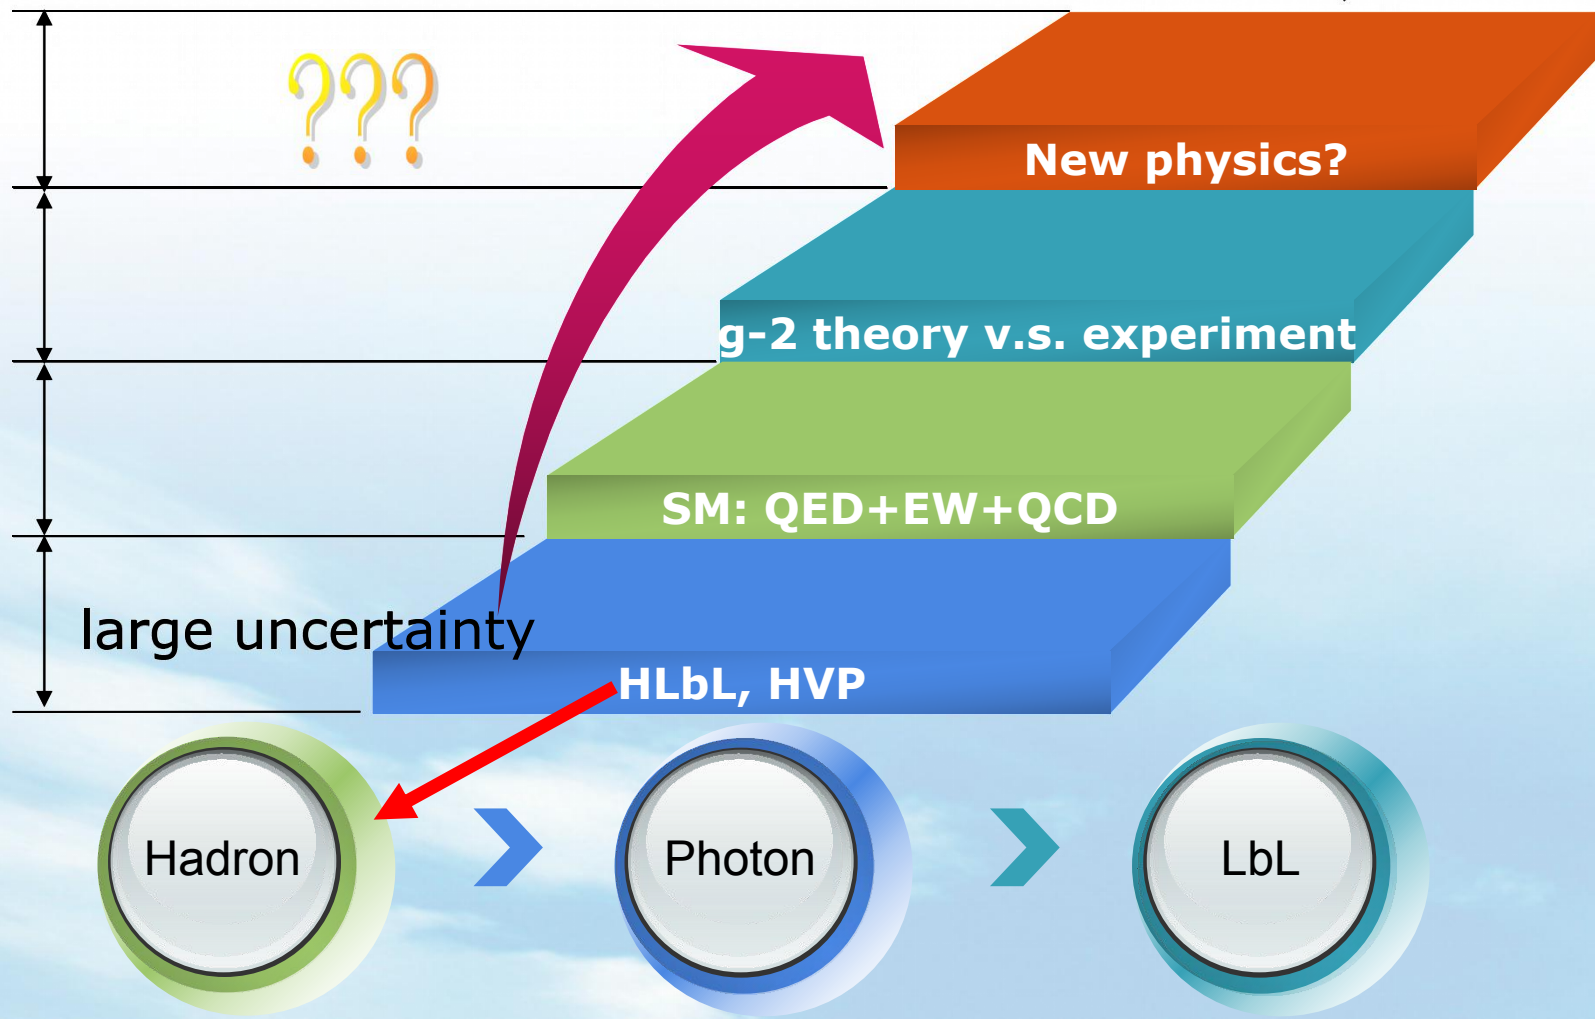 ???
New physics?
g-2 theory v.s. experiment
SM: QED+EW+QCD
large uncertainty
HLbL, HVP
Hadron
Photon
LbL